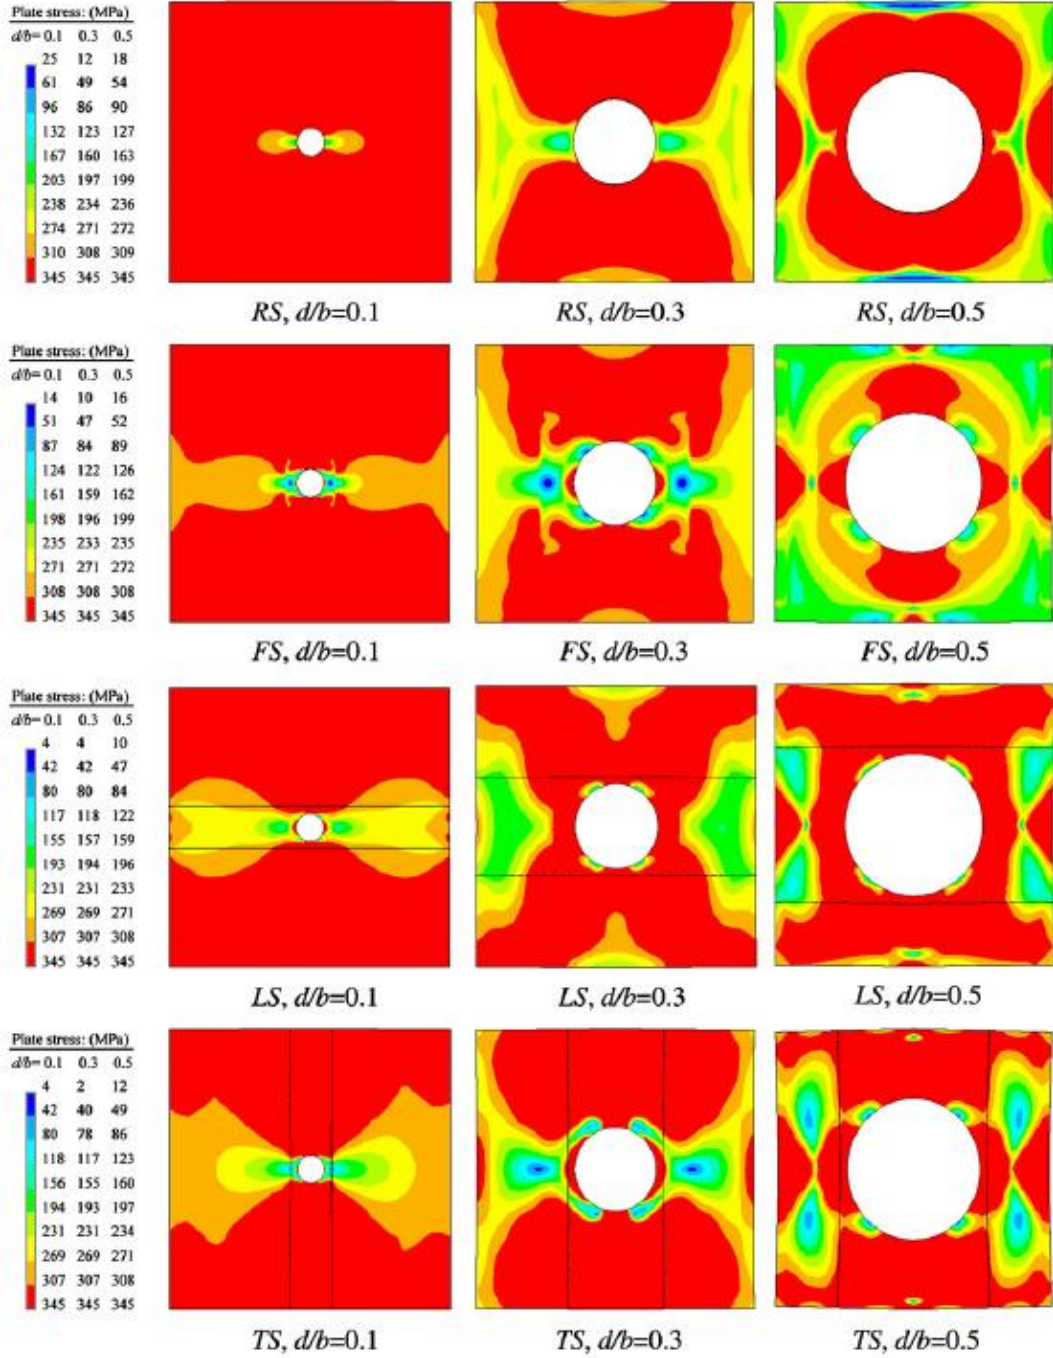 Plate stress: (MPa)
d/b= 0.1 0.3 0.5
25 12 18
61 49 54
96 86 90
132 123 127
167 160 163
203 197 199
238 234 236
274 271 272
310 308 309
345 345 345
RS, d/b=0.1
RS, d/b=0.3
RS, d/b=0.5
Plate stress: (MPa)
d/b= 0.1 0.3 0.5
14 10 16
51 47 52
87 84 89
124 122 126
161 159 162
198 196 199
235 233 235
271 271 272
308 308 308
345 345 345
FS, d/b=0.1
FS, d/b=0.3
FS, d/b=0.5
Plate stress: (MPa)
d/b= 0.1 0.3 0.5
4 4 10
42 42 47
80 80 84
117 118 122
155 157 159
193 194 196
231 231 233
269 269 271
307 307 308
345 345 345
LS, d/b=0.1
LS, d/b=0.3
LS, d/b=0.5
Plate stress: (MPa)
d/b= 0.1 0.3 0.5
4 2 12
42 40 49
80 78 86
118 117 123
156 155 160
194 193 197
231 231 234
269 269 271
307 307 308
345 345 345
TS, d/b=0.1
TS, d/b=0.3
TS, d/b=0.5